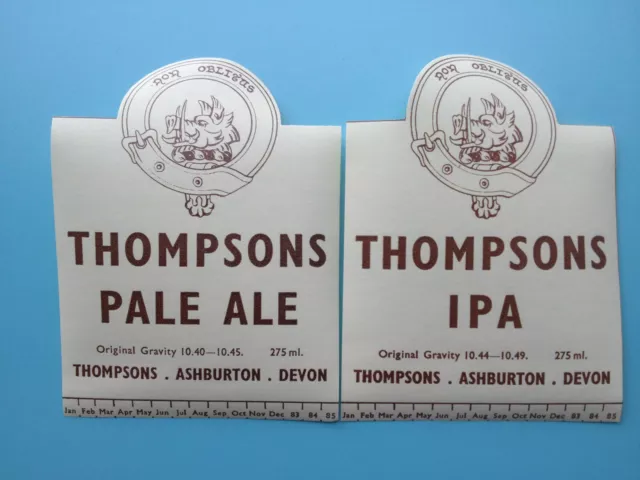 NON OBLIGUS
THOMPSONS
PALE ALE
Original Gravity 10.40—10.45. 275 ml.
THOMPSONS . ASHBURTON . DEVON
Jan Feb Mar Apr May Jun Jul Aug Sep Oct Nov Dec 83 84 85
NON OBLIGUS
THOMPSONS
IPA
Original Gravity 10.44—10.49. 275 ml.
THOMPSONS . ASHBURTON . DEVON
Jan Feb Mar Apr May Jun Jul Aug Sep Oct Nov Dec 83 84 85